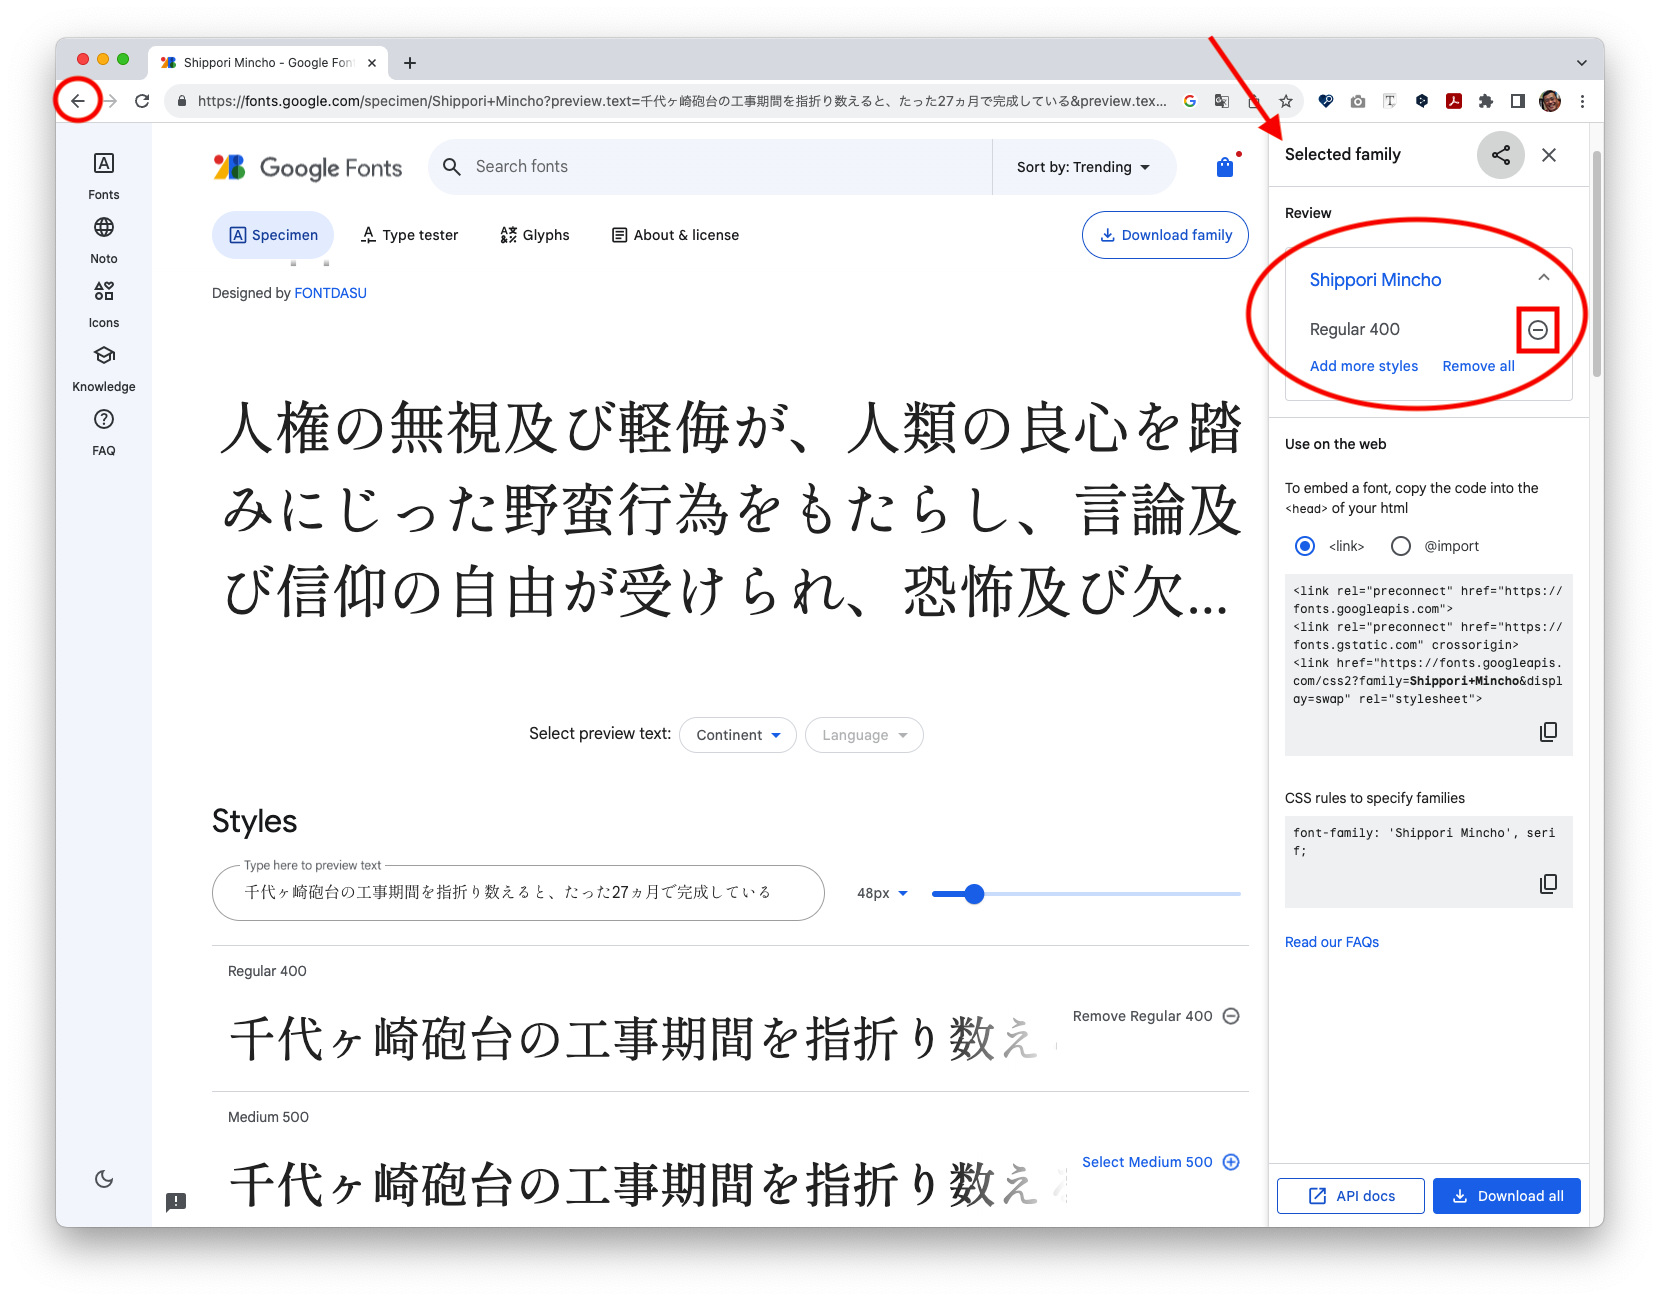 Shippori Mincho - Google Fon
https://fonts.google.com/specimen/Shippori+Mincho?preview.text=千代ヶ崎砲台の工事期間を指折り数えると、たった27ヵ月で完成している&preview.tex...
Fonts
Noto
Icons
Knowledge
FAQ
Google Fonts
Search fonts
Sort by: Trending
Specimen
Type tester
Glyphs
About & license
Download family
Designed by FONTDASU
人権の無視及び軽侮が、人類の良心を踏
みにじった野蛮行為をもたらし、言論及
び信仰の自由が受けられ、恐怖及び欠...
Select preview text:
Continent
Language
Styles
Type here to preview text
千代ヶ崎砲台の工事期間を指折り数えると、たった27ヵ月で完成している
48px
Regular 400
千代ヶ崎砲台の工事期間を指折り数え
Remove Regular 400
Medium 500
千代ヶ崎砲台の工事期間を指折り数え
Select Medium 500
Selected family
Review
Shippori Mincho
Regular 400
Add more styles
Remove all
Use on the web
To embed a font, copy the code into the
<head> of your html
<link>
@import
<link rel="preconnect" href="https://
fonts.googleapis.com">
<link rel="preconnect" href="https://
fonts.gstatic.com" crossorigin>
<link href="https://fonts.googleapis.
com/css2?family=Shippori+Mincho&displ
ay=swap" rel="stylesheet">
CSS rules to specify families
font-family: 'Shippori Mincho', seri
f;
Read our FAQs
API docs
Download all